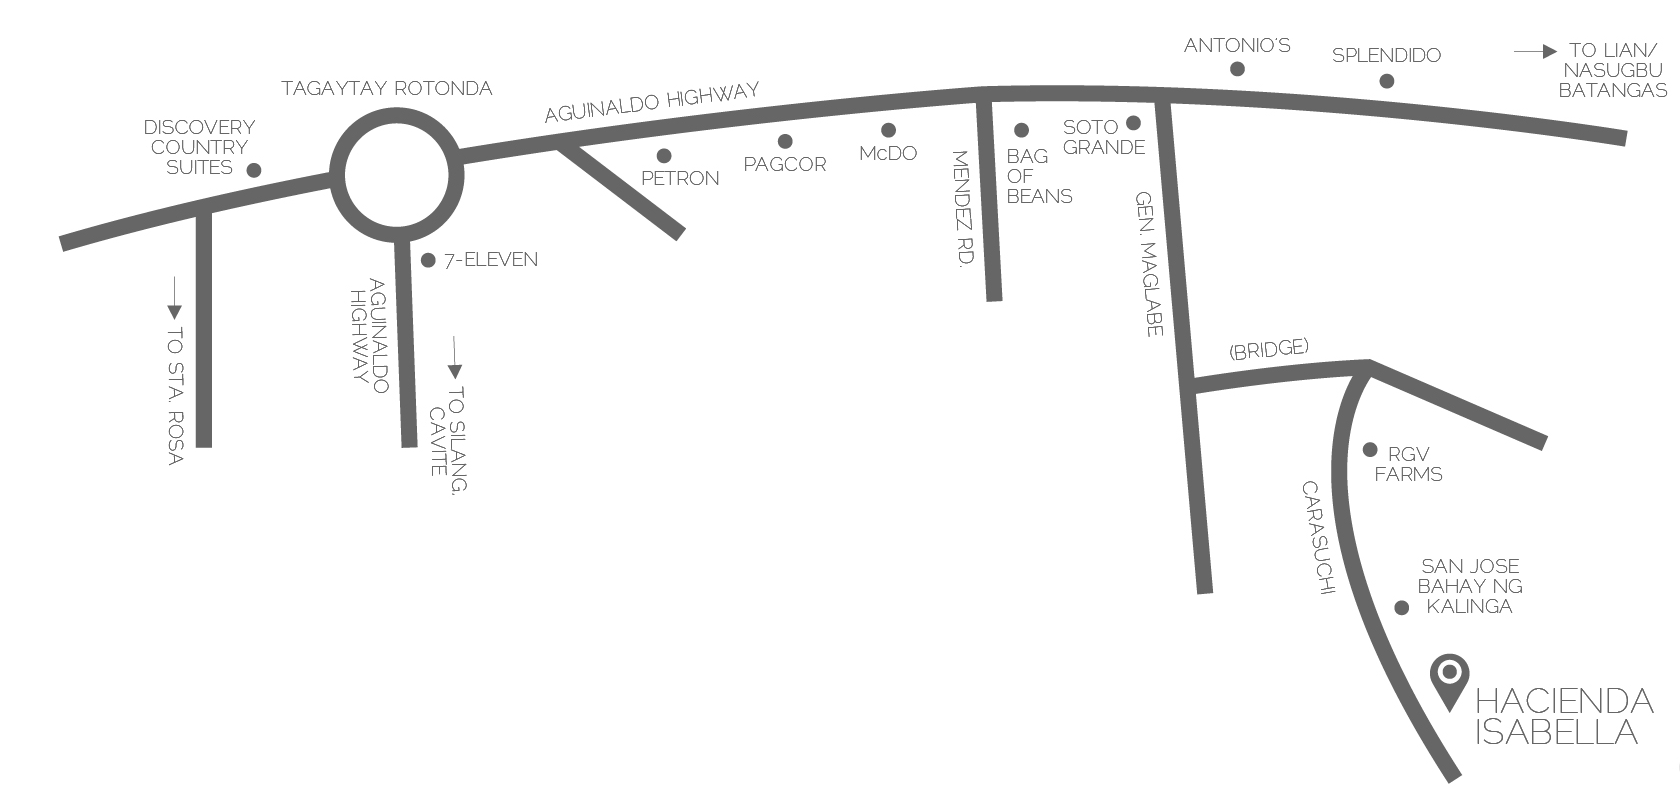 ANTONIO'S
SPLENDIDO
TO LIAN/
NASUGBU
BATANGAS
TAGAYTAY ROTONDA
AGUINALDO HIGHWAY
DISCOVERY
COUNTRY
SUITES
PETRON
PAGCOR
McDO
MENDEZ RD.
BAG
OF
BEANS
SOTO
GRANDE
GEN. MAGLABE
7-ELEVEN
AGUINALDO
HIGHWAY
TO STA. ROSA
TO SILANG,
CAVITE
(BRIDGE)
RGV
FARMS
CARASUCHI
SAN JOSE
BAHAY NG
KALINGA
HACIENDA
ISABELLA